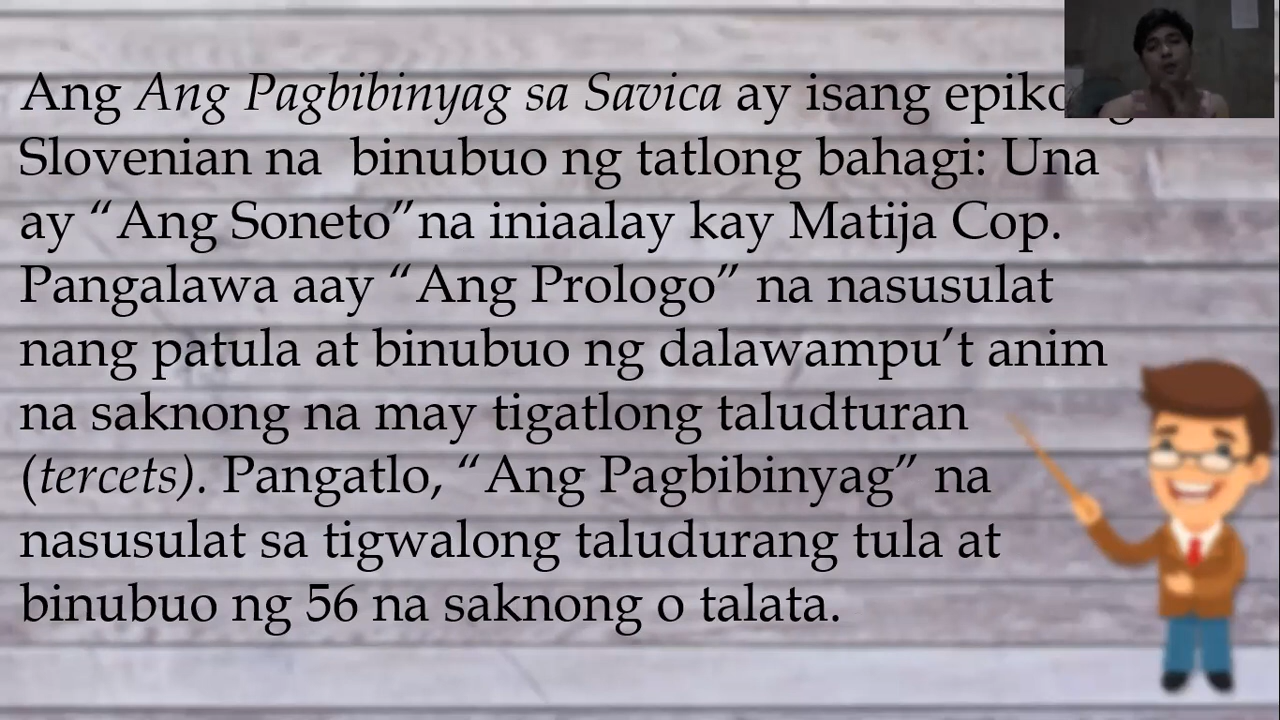 Ang Ang Pagbibinyag sa Savica ay isang epiko
Slovenian na  binubuo ng tatlong bahagi: Una
ay “Ang Soneto”na iniaalay kay Matija Cop.
Pangalawa aay “Ang Prologo” na nasusulat
nang patula at binubuo ng dalawampu’t anim
na saknong na may tigatlong taludturan
(tercets). Pangatlo, “Ang Pagbibinyag” na
nasusulat sa tigwalong taludurang tula at
binubuo ng 56 na saknong o talata.